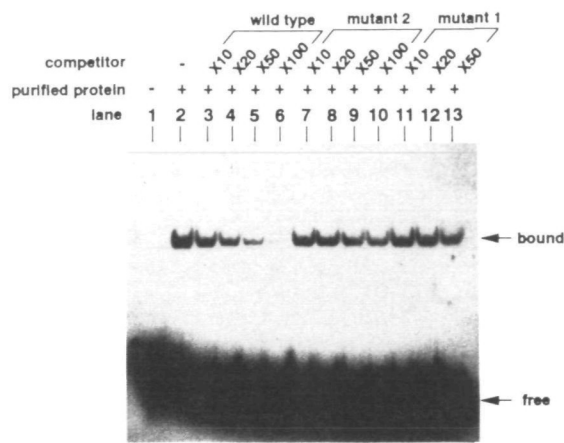 wild type mutant 2 mutant 1
competitor - X10 X20 X50 X100 X10 X20 X50 X100 X10 X20 X50
purified protein - + + + + + + + + + + + +
lane 1 2 3 4 5 6 7 8 9 10 11 12 13
bound
free